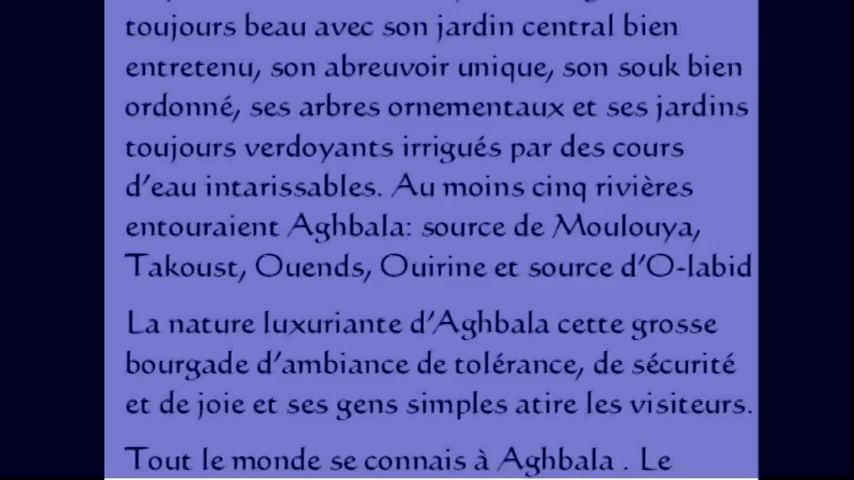 toujours beau avec son jardin central bien
entretenu, son abreuvoir unique, son souk bien
ordonné, ses arbres ornementaux et ses jardins
toujours verdoyants irrigués par des cours
d'eau intarissables. Au moins cinq rivières
entouraient Aghbala: source de Moulouya,
Takoust, Ouends, Ouirine et source d'O-labid
La nature luxuriante d'Aghbala cette grosse
bourgade d'ambiance de tolérance, de sécurité
et de joie et ses gens simples atire les visiteurs.
Tout le monde se connais à Aghbala . Le